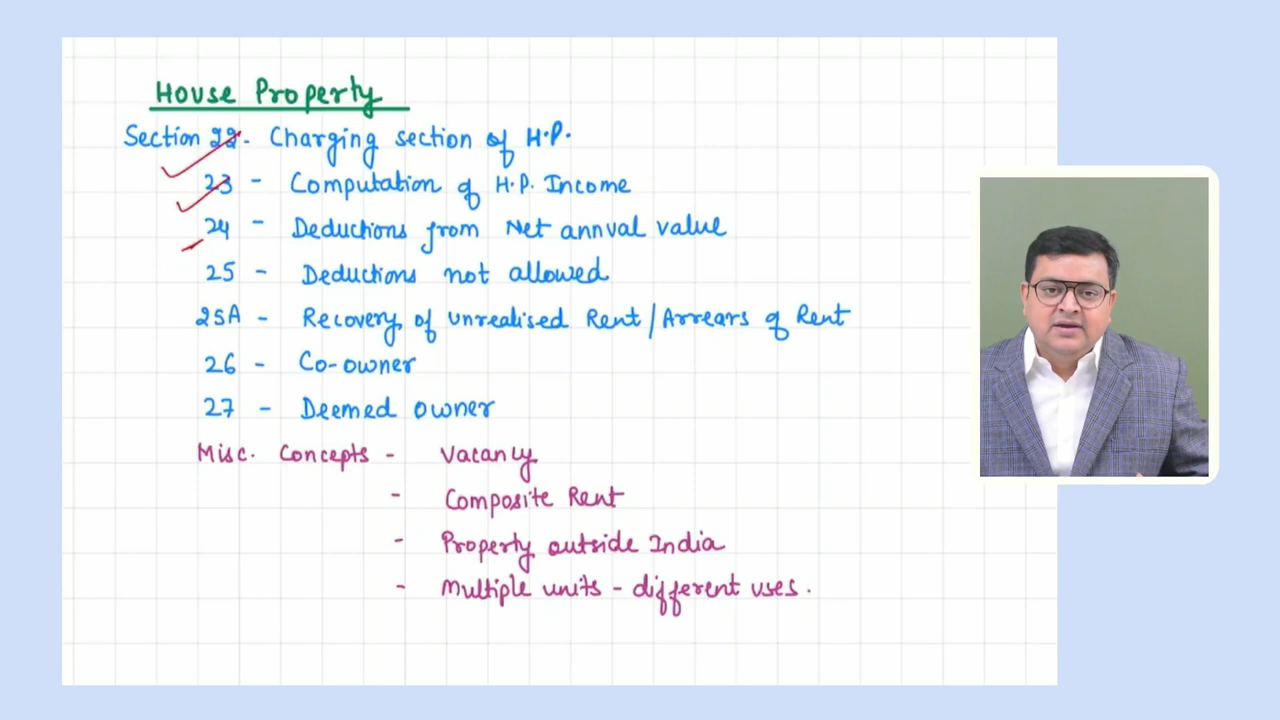 House Property
Section 22 - Charging section of H.P.
23 - Computation of H.P. Income
24 - Deductions from Net annual value
25 - Deductions not allowed
25A - Recovery of unrealised Rent / Arrears of Rent
26 - Co-owner
27 - Deemed owner
Misc. Concepts - Vacancy
- Composite Rent
- Property outside India
- Multiple units - different uses.